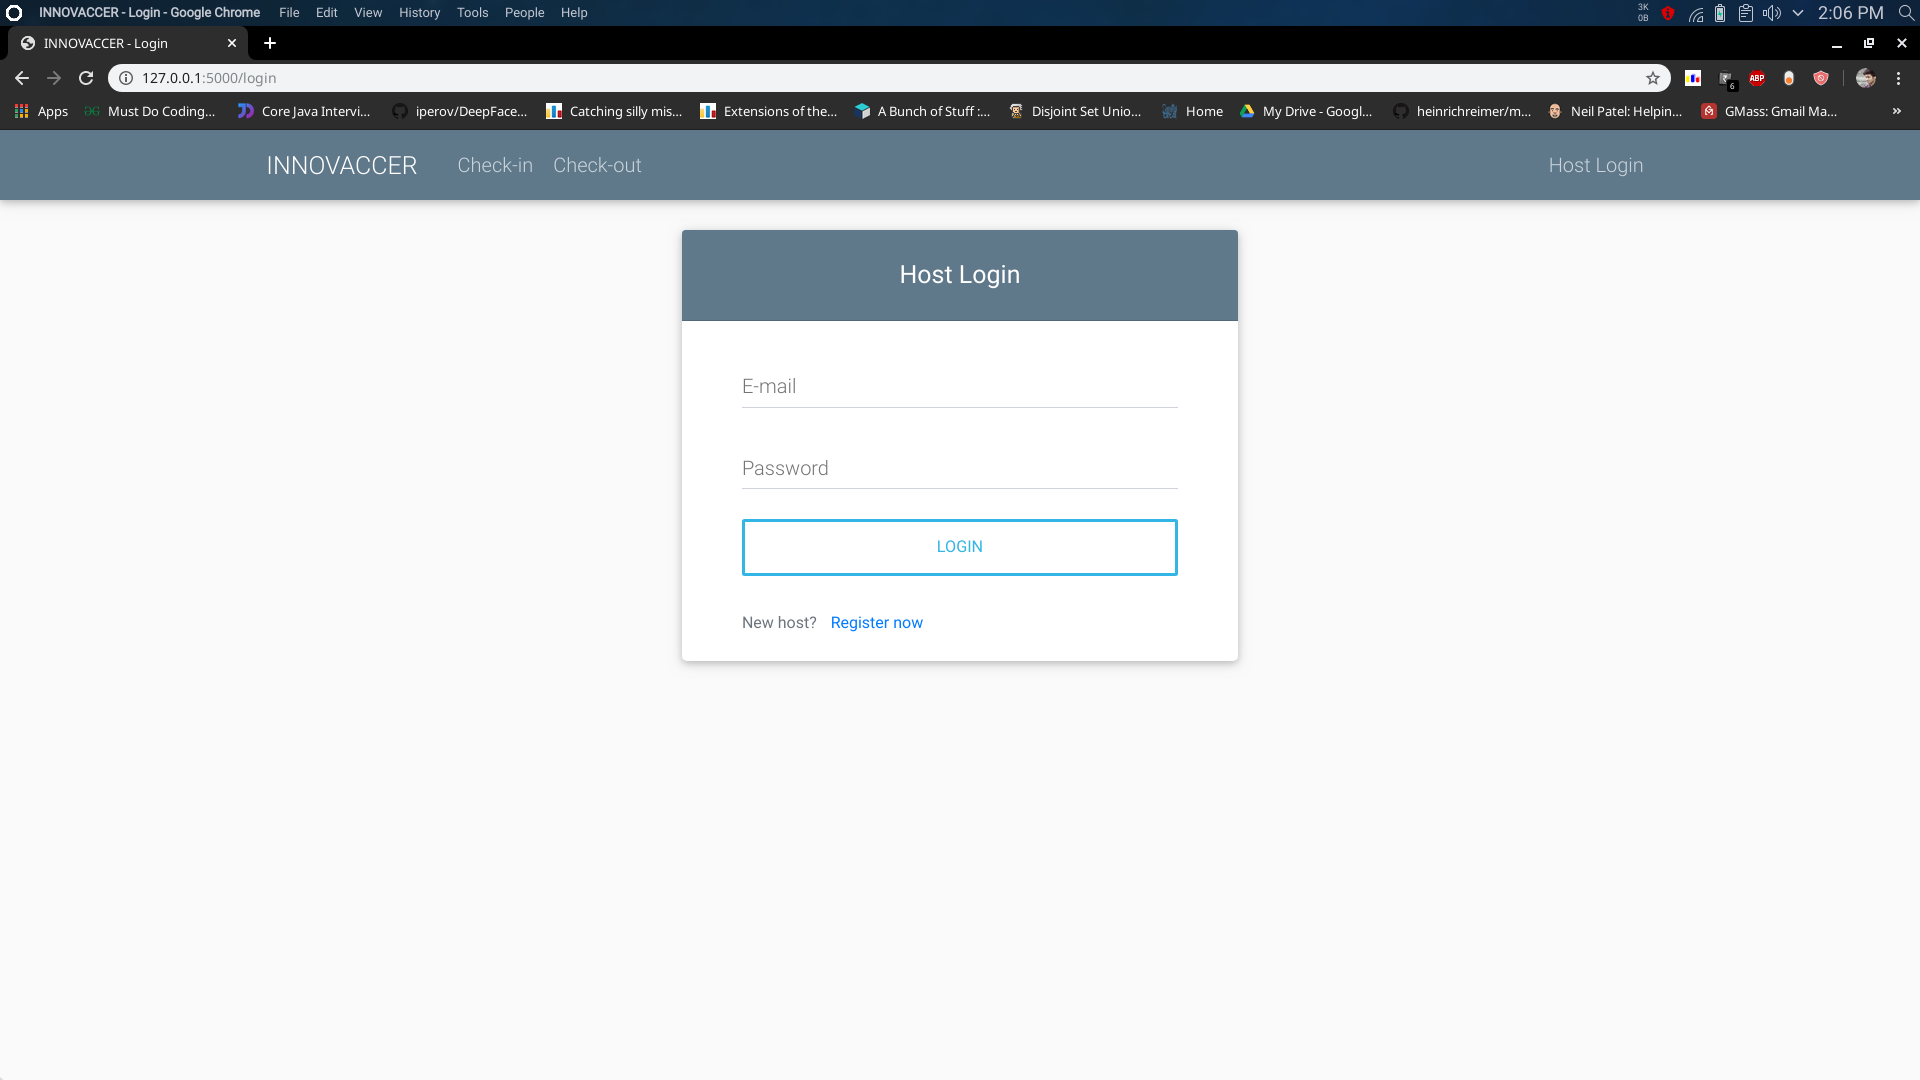 INNOVACCER - Login - Google Chrome File Edit View History Tools People Help 3K 0B 2:06 PM
INNOVACCER - Login
127.0.0.1:5000/login ABP 6
Apps Must Do Coding... Core Java Intervi... iperov/DeepFace... Catching silly mis... Extensions of the... A Bunch of Stuff :... Disjoint Set Unio... Home My Drive - Googl... heinrichreimer/m... Neil Patel: Helpin... GMass: Gmail Ma... »
INNOVACCER Check-in Check-out Host Login
Host Login
E-mail
Password
LOGIN
New host? Register now